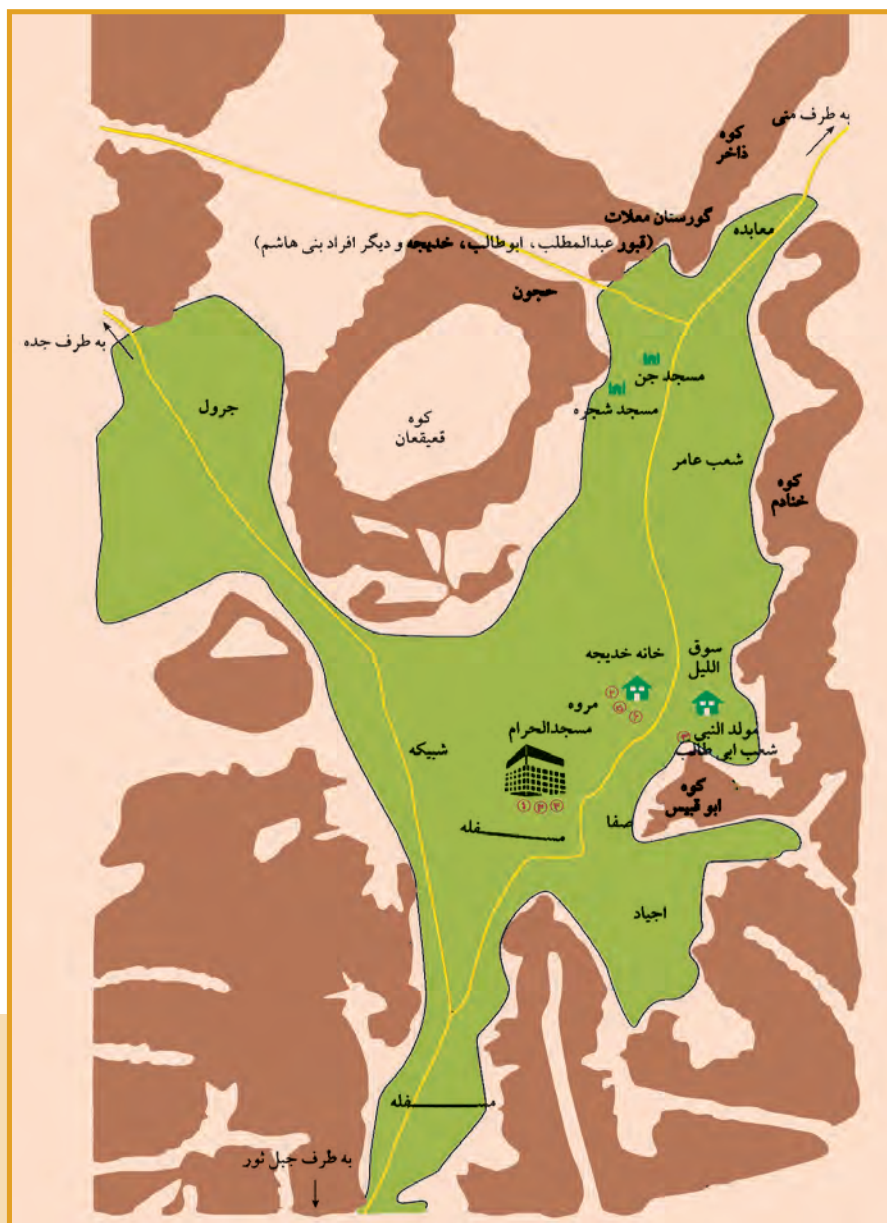 به طرف منی
کوه
ذاخر
گورستان معلات
معابده
(قبور عبدالمطلب، ابوطالب، خدیجه و دیگر افراد بنی هاشم)
حجون
به طرف جده
مسجد جن
جرول
مسجد شجره
کوه
قعیقعان
شعب عامر
کوه
خنادم
خانه خدیجه
سوق
اللیل
مروه
مولد النبی
مسجدالحرام
شعب ابی طالب
شبیکه
کوه
ابو قبیس
صفا
مسفله
اجیاد
مسفله
به طرف جبل ثور